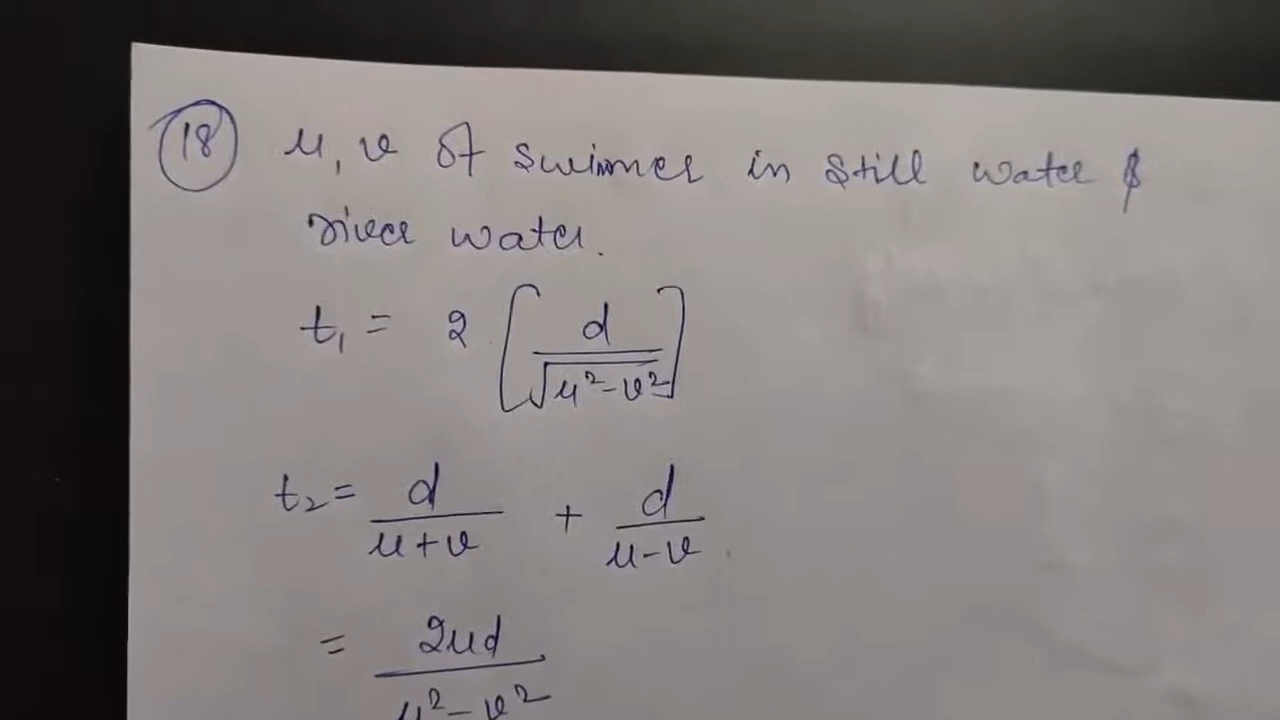 18 u, v of swimmer in still water &
river water.
t₁ = 2 [d / √(u² - v²)]
t₂ = d / (u + v) + d / (u - v)
= 2ud / (u² - v²)